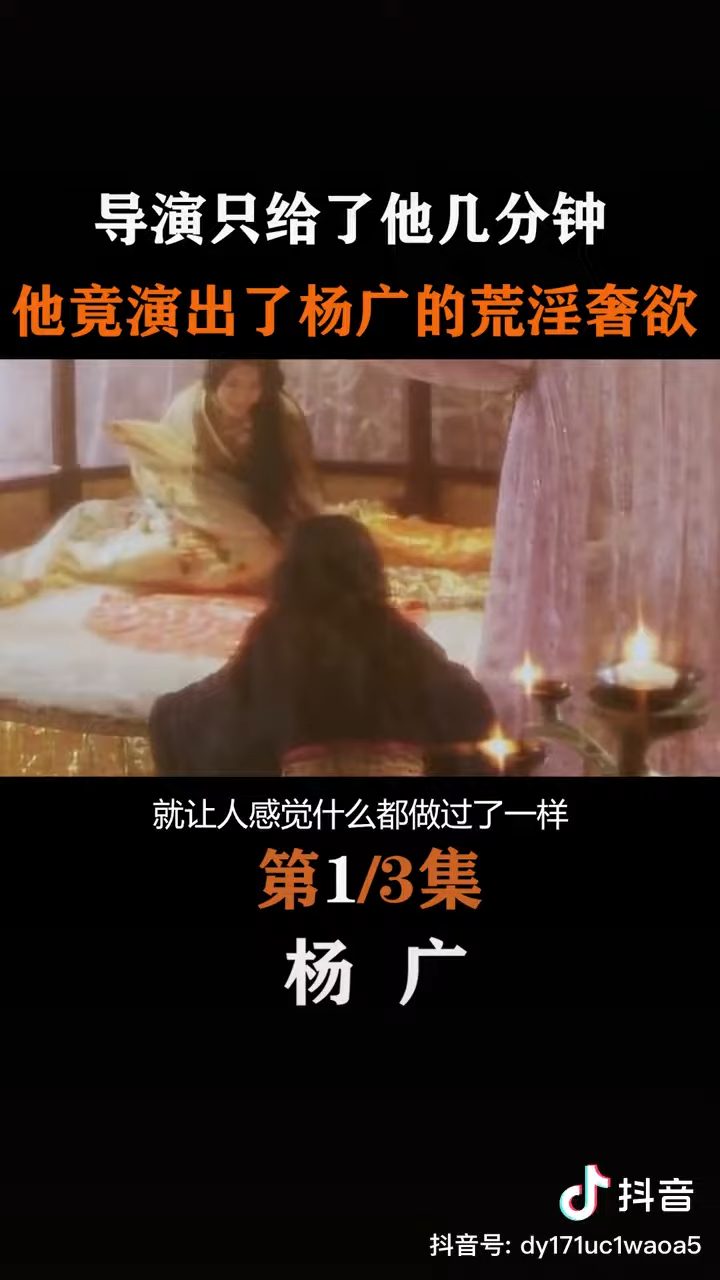 导演只给了他几分钟
他竟演出了杨广的荒淫奢欲
就让人感觉什么都做过了一样
第1/3集
杨 广
抖音
抖音号: dy171uc1waoa5